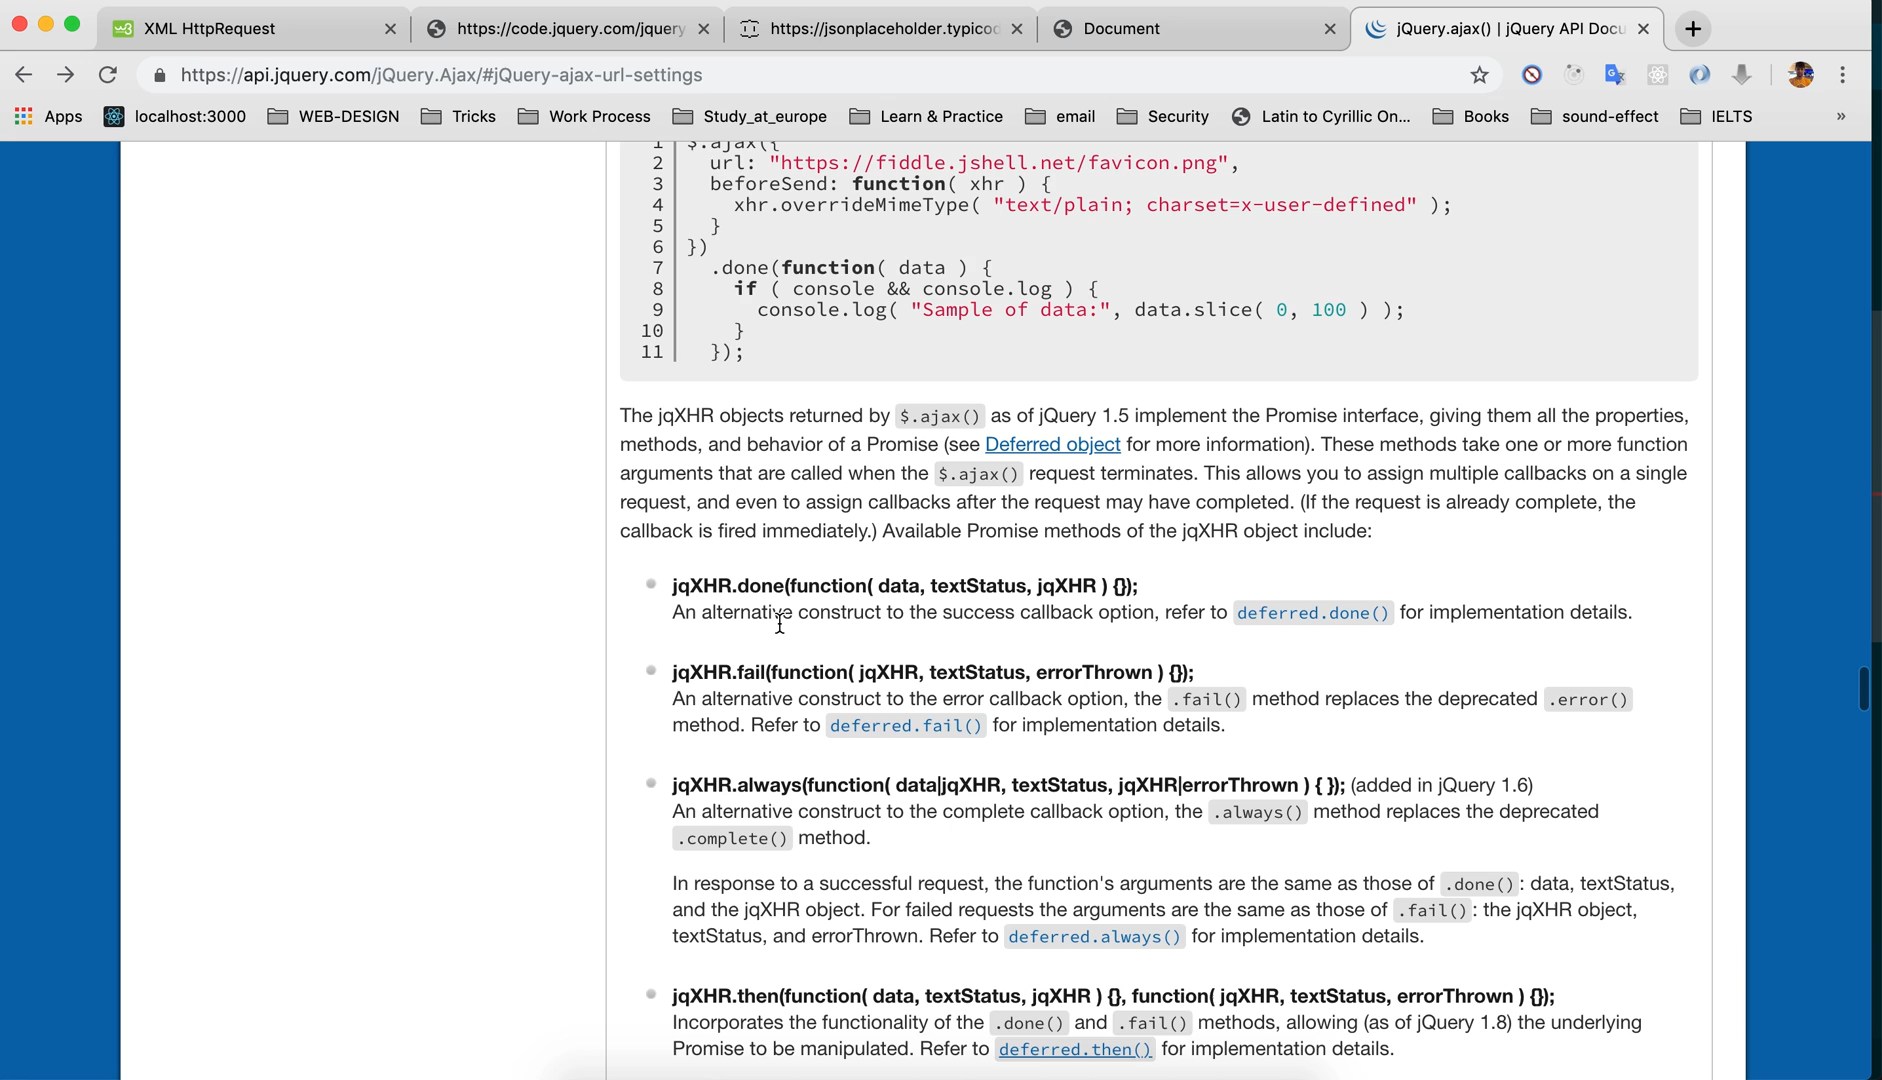 XML HttpRequest
https://code.jquery.com/jquery
https://jsonplaceholder.typicod
Document
jQuery.ajax() | jQuery API Docu
https://api.jquery.com/jQuery.Ajax/#jQuery-ajax-url-settings
Apps localhost:3000 WEB-DESIGN Tricks Work Process Study_at_europe Learn & Practice email Security Latin to Cyrillic On... Books sound-effect IELTS »
1 $.ajax({
2 url: "https://fiddle.jshell.net/favicon.png",
3 beforeSend: function( xhr ) {
4 xhr.overrideMimeType( "text/plain; charset=x-user-defined" );
5 }
6 })
7 .done(function( data ) {
8 if ( console && console.log ) {
9 console.log( "Sample of data:", data.slice( 0, 100 ) );
10 }
11 });
The jqXHR objects returned by $.ajax() as of jQuery 1.5 implement the Promise interface, giving them all the properties,
methods, and behavior of a Promise (see Deferred object for more information). These methods take one or more function
arguments that are called when the $.ajax() request terminates. This allows you to assign multiple callbacks on a single
request, and even to assign callbacks after the request may have completed. (If the request is already complete, the
callback is fired immediately.) Available Promise methods of the jqXHR object include:
jqXHR.done(function( data, textStatus, jqXHR ) {});
An alternative construct to the success callback option, refer to deferred.done() for implementation details.
jqXHR.fail(function( jqXHR, textStatus, errorThrown ) {});
An alternative construct to the error callback option, the .fail() method replaces the deprecated .error()
method. Refer to deferred.fail() for implementation details.
jqXHR.always(function( data|jqXHR, textStatus, jqXHR|errorThrown ) { }); (added in jQuery 1.6)
An alternative construct to the complete callback option, the .always() method replaces the deprecated
.complete() method.
In response to a successful request, the function's arguments are the same as those of .done(): data, textStatus,
and the jqXHR object. For failed requests the arguments are the same as those of .fail(): the jqXHR object,
textStatus, and errorThrown. Refer to deferred.always() for implementation details.
jqXHR.then(function( data, textStatus, jqXHR ) {}, function( jqXHR, textStatus, errorThrown ) {});
Incorporates the functionality of the .done() and .fail() methods, allowing (as of jQuery 1.8) the underlying
Promise to be manipulated. Refer to deferred.then() for implementation details.